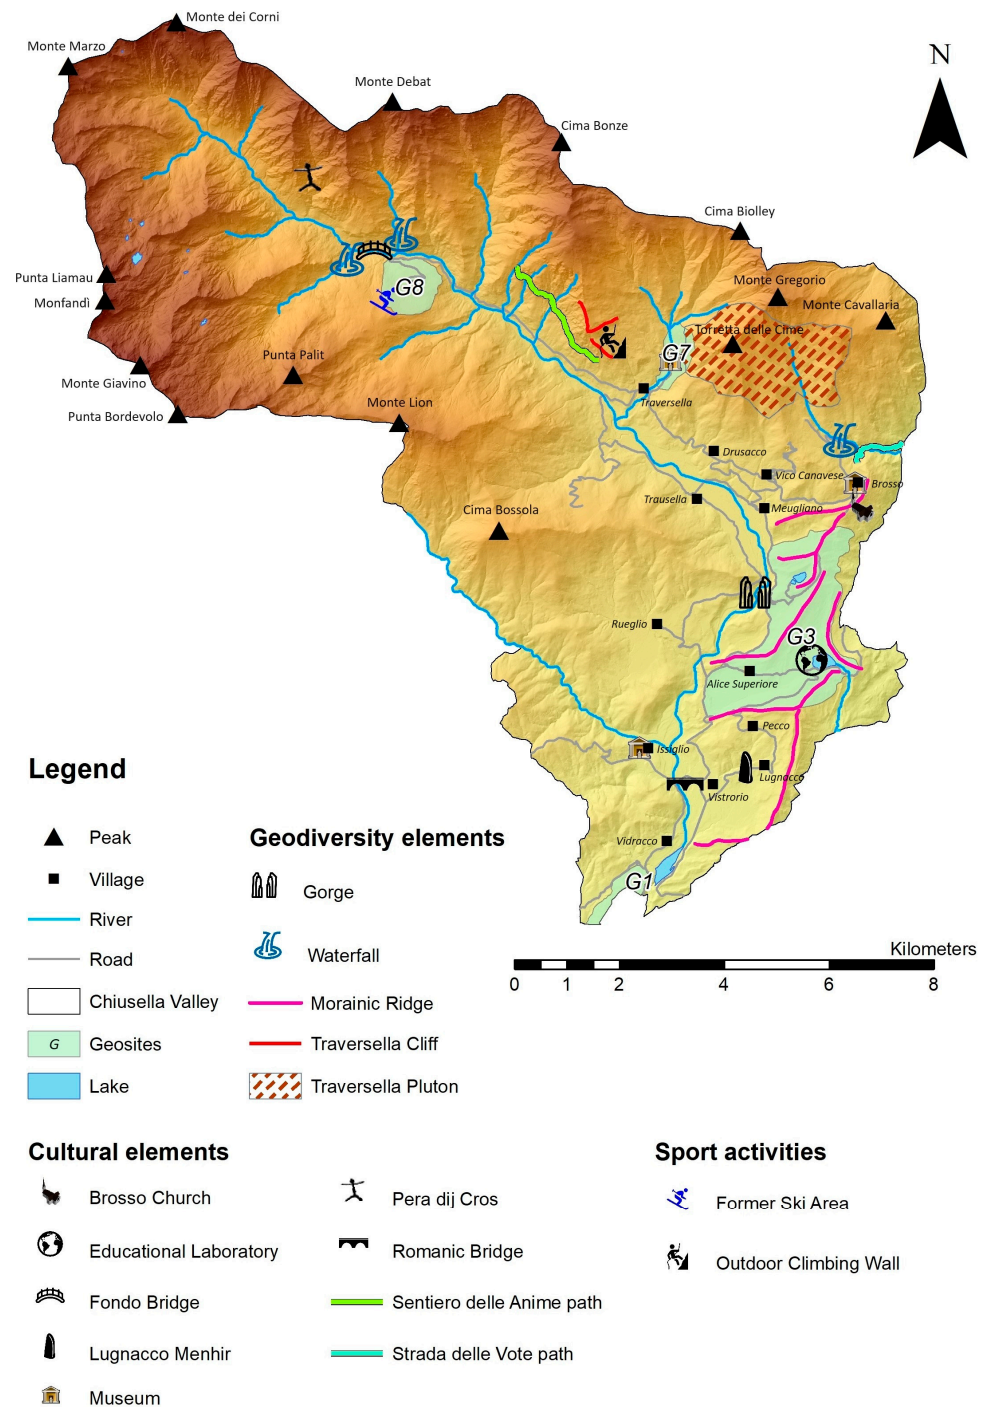 Monte dei Corni
Monte Marzo
N
Monte Debat
Cima Bonze
Cima Biolley
Punta Liamau
Monte Gregorio
G8
Monfandì
Monte Cavallaria
Torretta delle Cime
G7
Punta Palit
Monte Giavino
Monte Lion
Traversella
Punta Bordevolo
Drusacco
Vico Canavese
Brosso
Trausella
Meugliano
Cima Bossola
Rueglio
G3
Alice Superiore
Pecco
Issiglio
Lugnacco
Vistrorio
Vidracco
G1
Kilometers
0 1 2 4 6 8
Legend
Peak
Village
River
Road
Chiusella Valley
G Geosites
Lake
Geodiversity elements
Gorge
Waterfall
Morainic Ridge
Traversella Cliff
Traversella Pluton
Cultural elements
Brosso Church
Educational Laboratory
Fondo Bridge
Lugnacco Menhir
Museum
Pera dij Cros
Romanic Bridge
Sentiero delle Anime path
Strada delle Vote path
Sport activities
Former Ski Area
Outdoor Climbing Wall